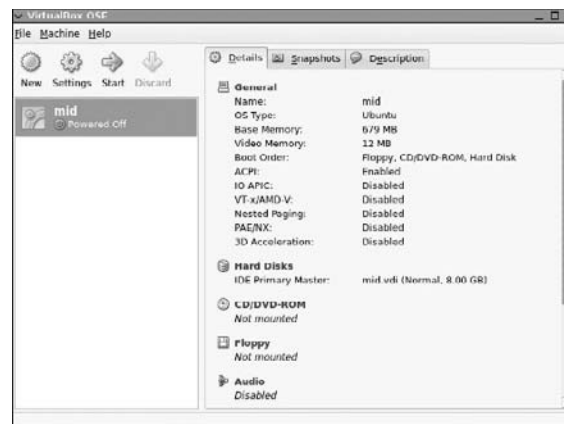 VirtualBox OSE
File Machine Help
New Settings Start Discard
Details Snapshots Description
mid
Powered Off
General
Name: mid
OS Type: Ubuntu
Base Memory: 679 MB
Video Memory: 12 MB
Boot Order: Floppy, CD/DVD-ROM, Hard Disk
ACPI: Enabled
IO APIC: Disabled
VT-x/AMD-V: Disabled
Nested Paging: Disabled
PAE/NX: Disabled
3D Acceleration: Disabled
Hard Disks
IDE Primary Master: mid.vdi (Normal, 8.00 GB)
CD/DVD-ROM
Not mounted
Floppy
Not mounted
Audio
Disabled